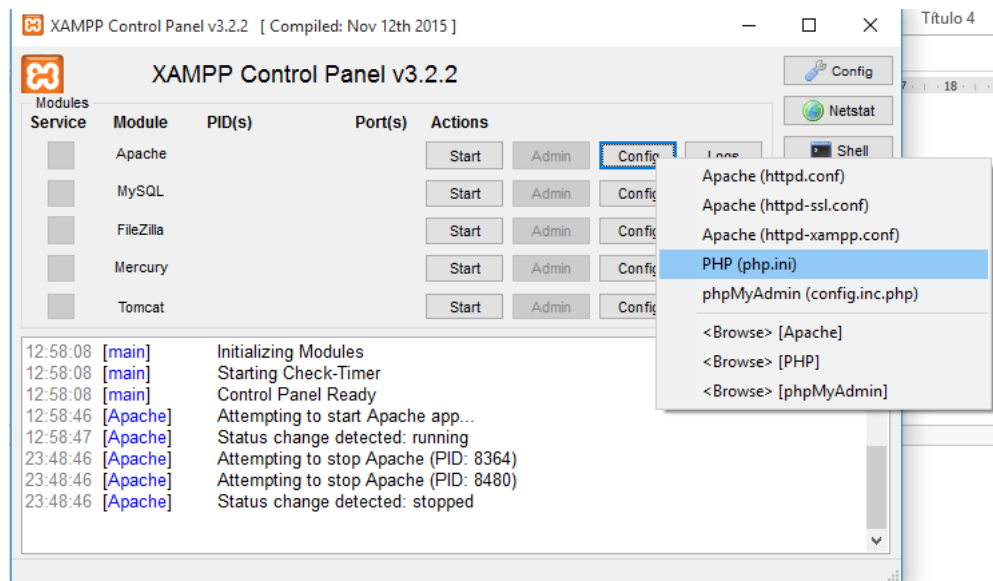 XAMPP Control Panel v3.2.2 [ Compiled: Nov 12th 2015 ]
Título 4
XAMPP Control Panel v3.2.2
Config
18
Modules
Netstat
Service Module PID(s) Port(s) Actions
Shell
Apache Start Admin Config Logs
MySQL Start Admin Config
FileZilla Start Admin Config
Mercury Start Admin Config
Tomcat Start Admin Config
Apache (httpd.conf)
Apache (httpd-ssl.conf)
Apache (httpd-xampp.conf)
PHP (php.ini)
phpMyAdmin (config.inc.php)
<Browse> [Apache]
<Browse> [PHP]
<Browse> [phpMyAdmin]
12:58:08 [main] Initializing Modules
12:58:08 [main] Starting Check-Timer
12:58:08 [main] Control Panel Ready
12:58:46 [Apache] Attempting to start Apache app...
12:58:47 [Apache] Status change detected: running
23:48:46 [Apache] Attempting to stop Apache (PID: 8364)
23:48:46 [Apache] Attempting to stop Apache (PID: 8480)
23:48:46 [Apache] Status change detected: stopped